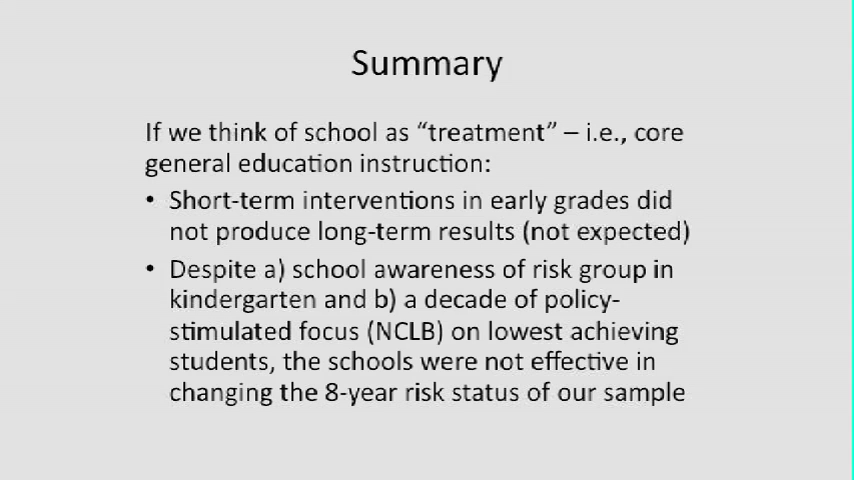 Summary
If we think of school as “treatment” – i.e., core
general education instruction:
• Short-term interventions in early grades did
not produce long-term results (not expected)
• Despite a) school awareness of risk group in
kindergarten and b) a decade of policy-
stimulated focus (NCLB) on lowest achieving
students, the schools were not effective in
changing the 8-year risk status of our sample